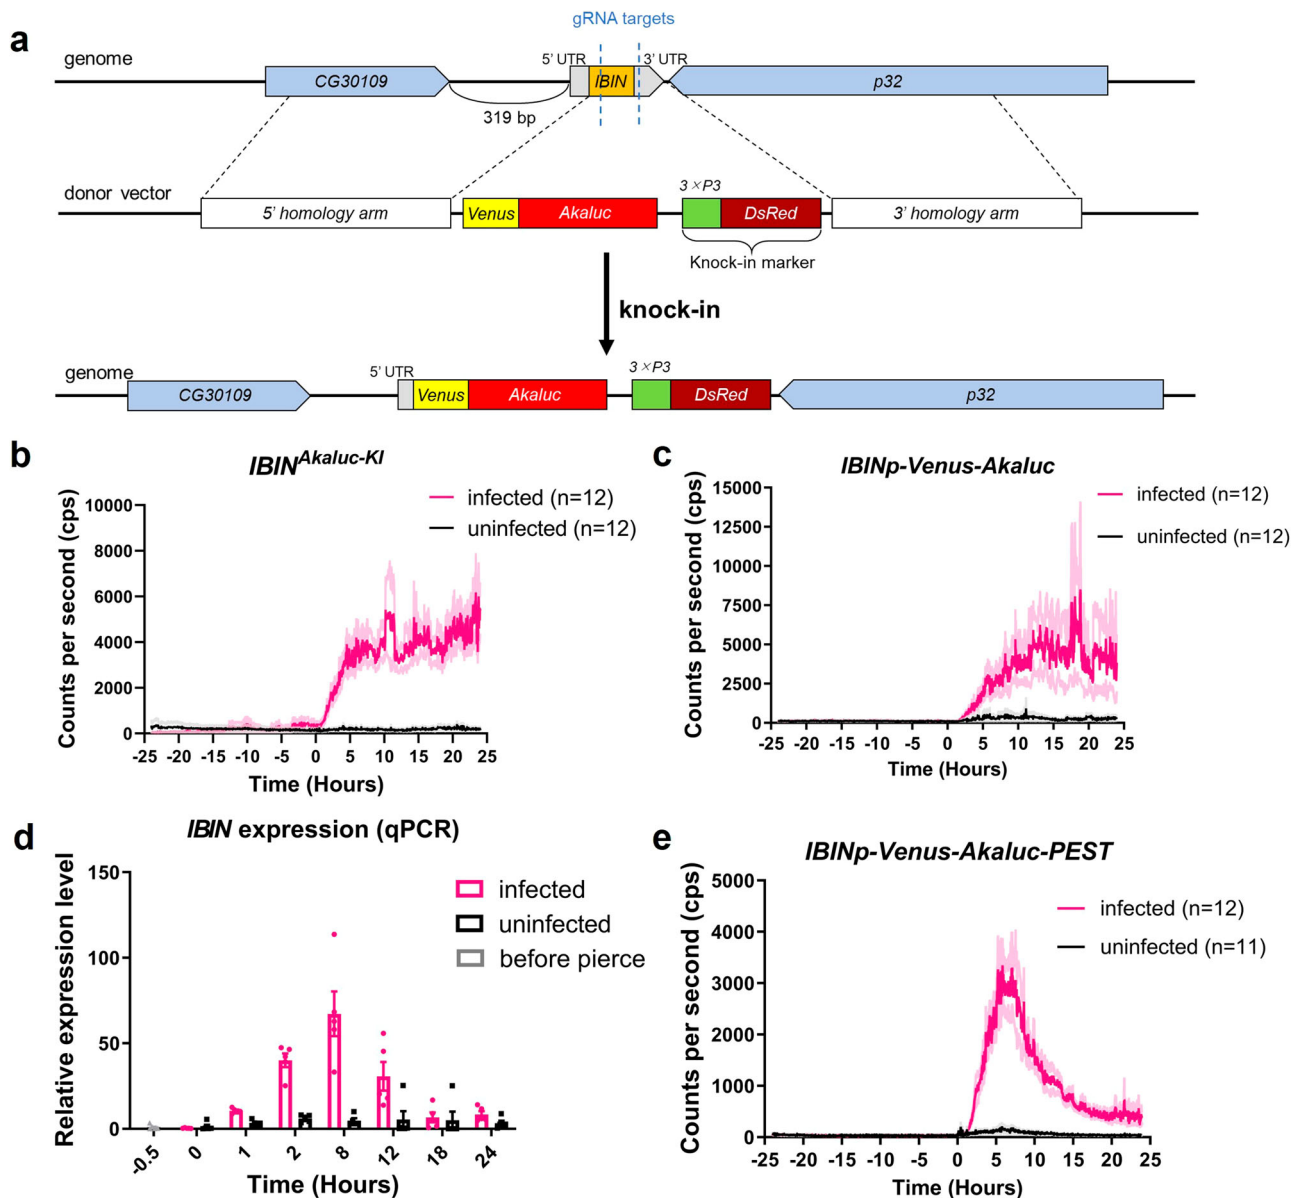 a
gRNA targets
genome
5' UTR
3' UTR
CG30109
IBIN
p32
319 bp
donor vector
3×P3
5' homology arm
Venus
Akaluc
DsRed
3' homology arm
Knock-in marker
knock-in
genome
5' UTR
3×P3
CG30109
Venus
Akaluc
DsRed
p32
b
IBIN^Akaluc-KI
infected (n=12)
uninfected (n=12)
Counts per second (cps)
10000
8000
6000
4000
2000
0
-25 -20 -15 -10 -5 0 5 10 15 20 25
Time (Hours)
c
IBINp-Venus-Akaluc
infected (n=12)
uninfected (n=12)
Counts per second (cps)
15000
12500
10000
7500
5000
2500
0
-25 -20 -15 -10 -5 0 5 10 15 20 25
Time (Hours)
d
IBIN expression (qPCR)
infected
uninfected
before pierce
Relative expression level
150
100
50
0
-0.5 0 1 2 8 12 18 24
Time (Hours)
e
IBINp-Venus-Akaluc-PEST
infected (n=12)
uninfected (n=11)
Counts per second (cps)
5000
4000
3000
2000
1000
0
-25 -20 -15 -10 -5 0 5 10 15 20 25
Time (Hours)